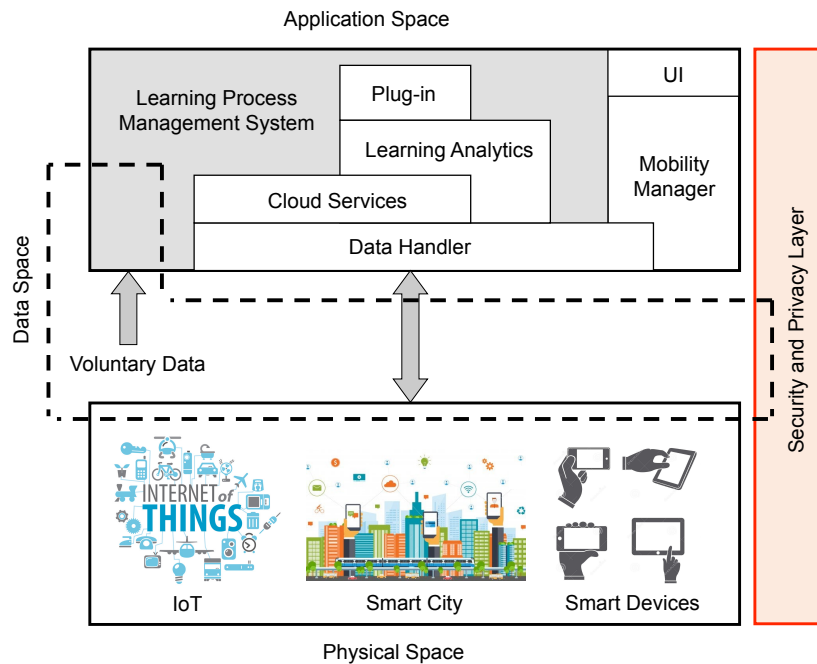 Application Space
Learning Process
Management System
Plug-in
UI
Learning Analytics
Mobility
Manager
Cloud Services
Data Handler
Data Space
Voluntary Data
Security and Privacy Layer
INTERNET of
THINGS
IoT
Smart City
Smart Devices
Physical Space